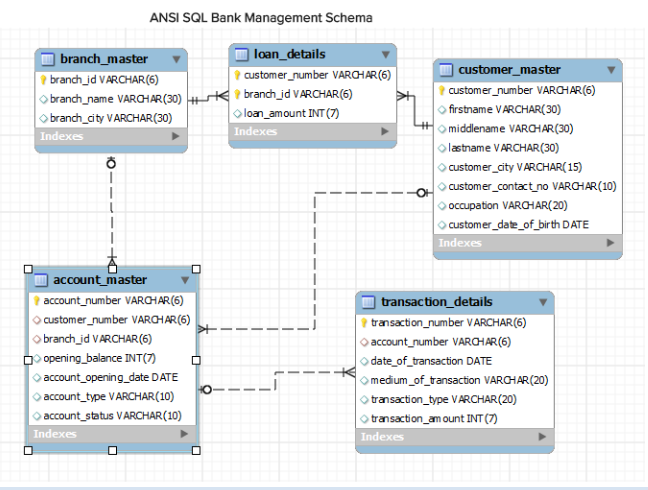 ANSI SQL Bank Management Schema
branch_master
branch_id VARCHAR(6)
branch_name VARCHAR(30)
branch_city VARCHAR(30)
Indexes
loan_details
customer_number VARCHAR(6)
branch_id VARCHAR(6)
loan_amount INT(7)
Indexes
customer_master
customer_number VARCHAR(6)
firstname VARCHAR(30)
middlename VARCHAR(30)
lastname VARCHAR(30)
customer_city VARCHAR(15)
customer_contact_no VARCHAR(10)
occupation VARCHAR(20)
customer_date_of_birth DATE
Indexes
account_master
account_number VARCHAR(6)
customer_number VARCHAR(6)
branch_id VARCHAR(6)
opening_balance INT(7)
account_opening_date DATE
account_type VARCHAR(10)
account_status VARCHAR(10)
Indexes
transaction_details
transaction_number VARCHAR(6)
account_number VARCHAR(6)
date_of_transaction DATE
medium_of_transaction VARCHAR(20)
transaction_type VARCHAR(20)
transaction_amount INT(7)
Indexes